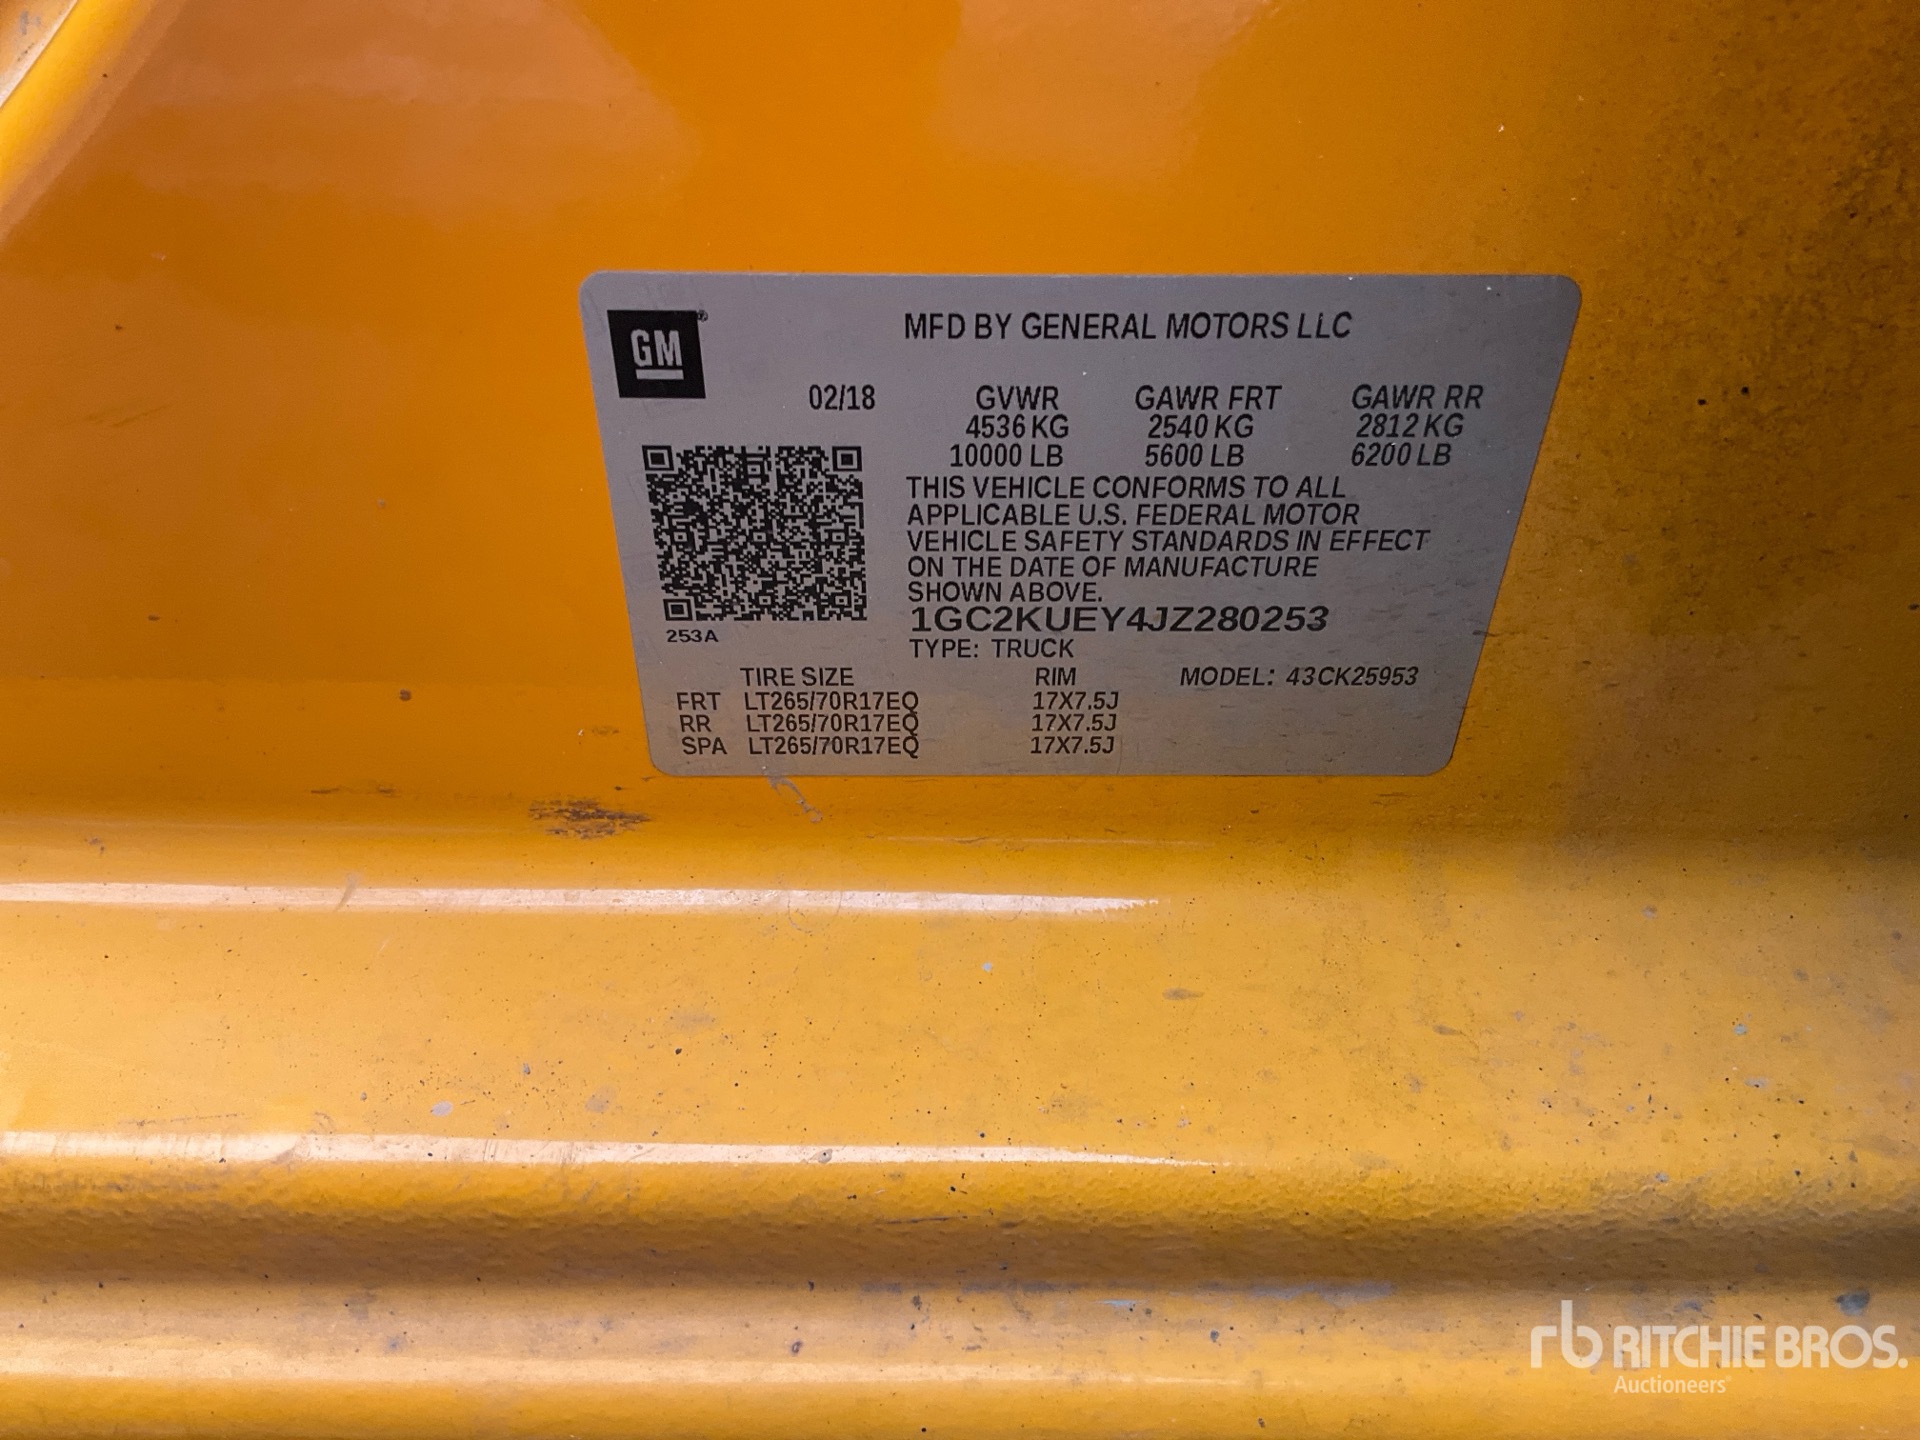 GM®
MFD BY GENERAL MOTORS LLC
02/18 GVWR GAWR FRT GAWR RR
4536 KG 2540 KG 2812 KG
10000 LB 5600 LB 6200 LB
THIS VEHICLE CONFORMS TO ALL
APPLICABLE U.S. FEDERAL MOTOR
VEHICLE SAFETY STANDARDS IN EFFECT
ON THE DATE OF MANUFACTURE
SHOWN ABOVE.
1GC2KUEY4JZ280253
253A
TYPE: TRUCK
TIRE SIZE RIM MODEL: 43CK25953
FRT LT265/70R17EQ 17X7.5J
RR LT265/70R17EQ 17X7.5J
SPA LT265/70R17EQ 17X7.5J
rb RITCHIE BROS.
Auctioneers